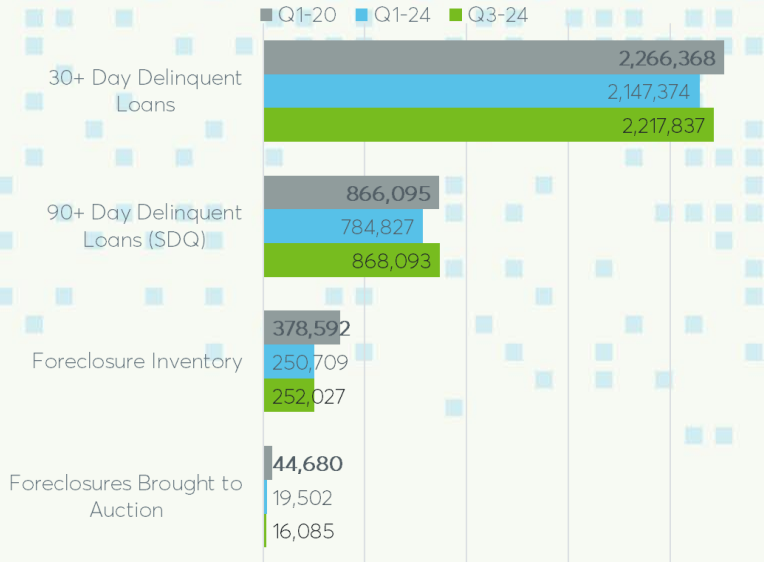 Q1-20 Q1-24 Q3-24
30+ Day Delinquent
Loans
2,266,368
2,147,374
2,217,837
90+ Day Delinquent
Loans (SDQ)
866,095
784,827
868,093
Foreclosure Inventory
378,592
250,709
252,027
Foreclosures Brought to
Auction
44,680
19,502
16,085